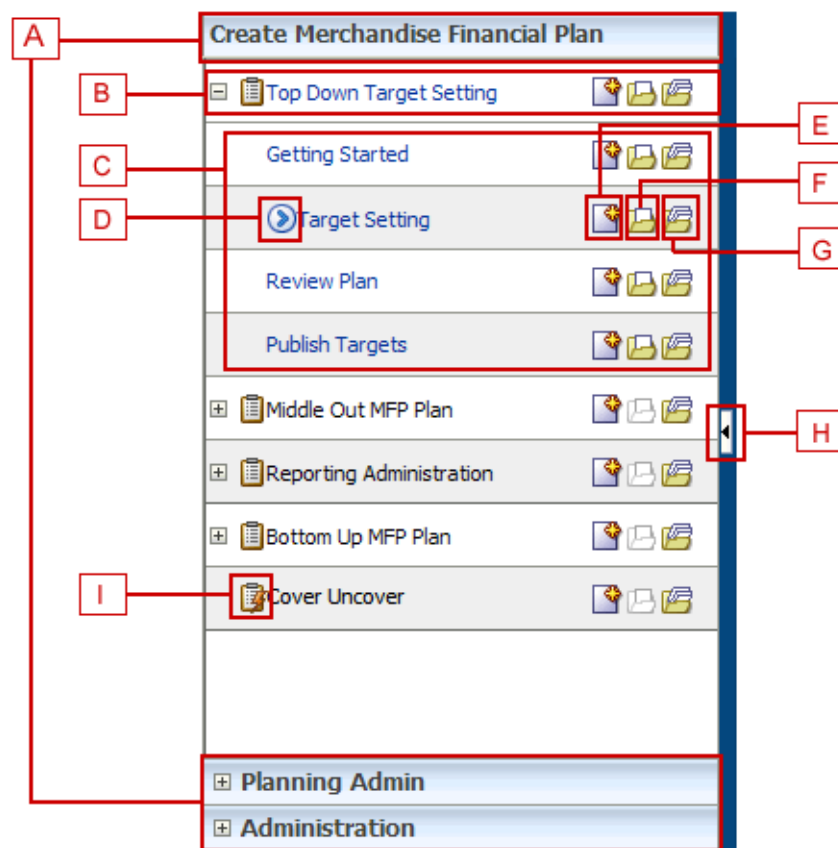 A
Create Merchandise Financial Plan
B
Top Down Target Setting
E
C
Getting Started
F
D
Target Setting
G
Review Plan
Publish Targets
Middle Out MFP Plan
H
Reporting Administration
Bottom Up MFP Plan
I
Cover Uncover
Planning Admin
Administration